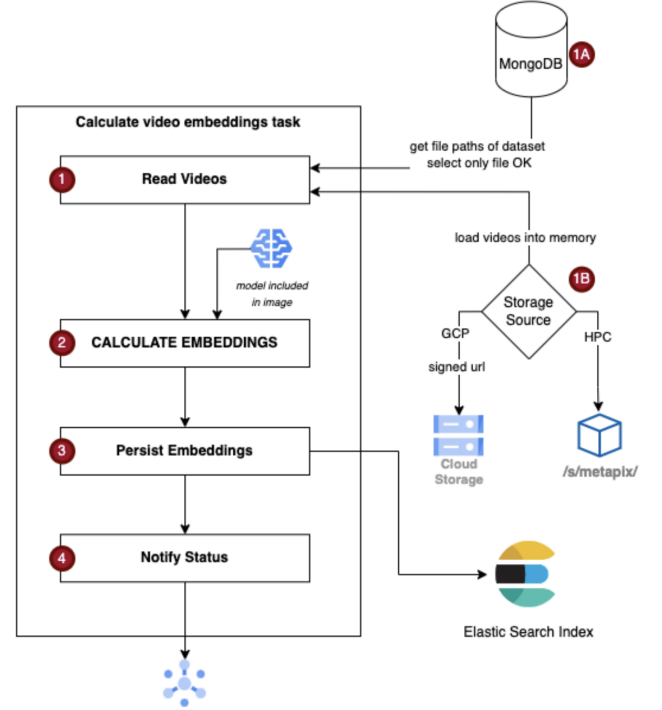 MongoDB
1A
Calculate video embeddings task
get file paths of dataset
select only file OK
1
Read Videos
load videos into memory
model included
in image
1B
Storage
Source
GCP
HPC
signed url
2
CALCULATE EMBEDDINGS
3
Persist Embeddings
Cloud
Storage
/s/metapix/
4
Notify Status
Elastic Search Index